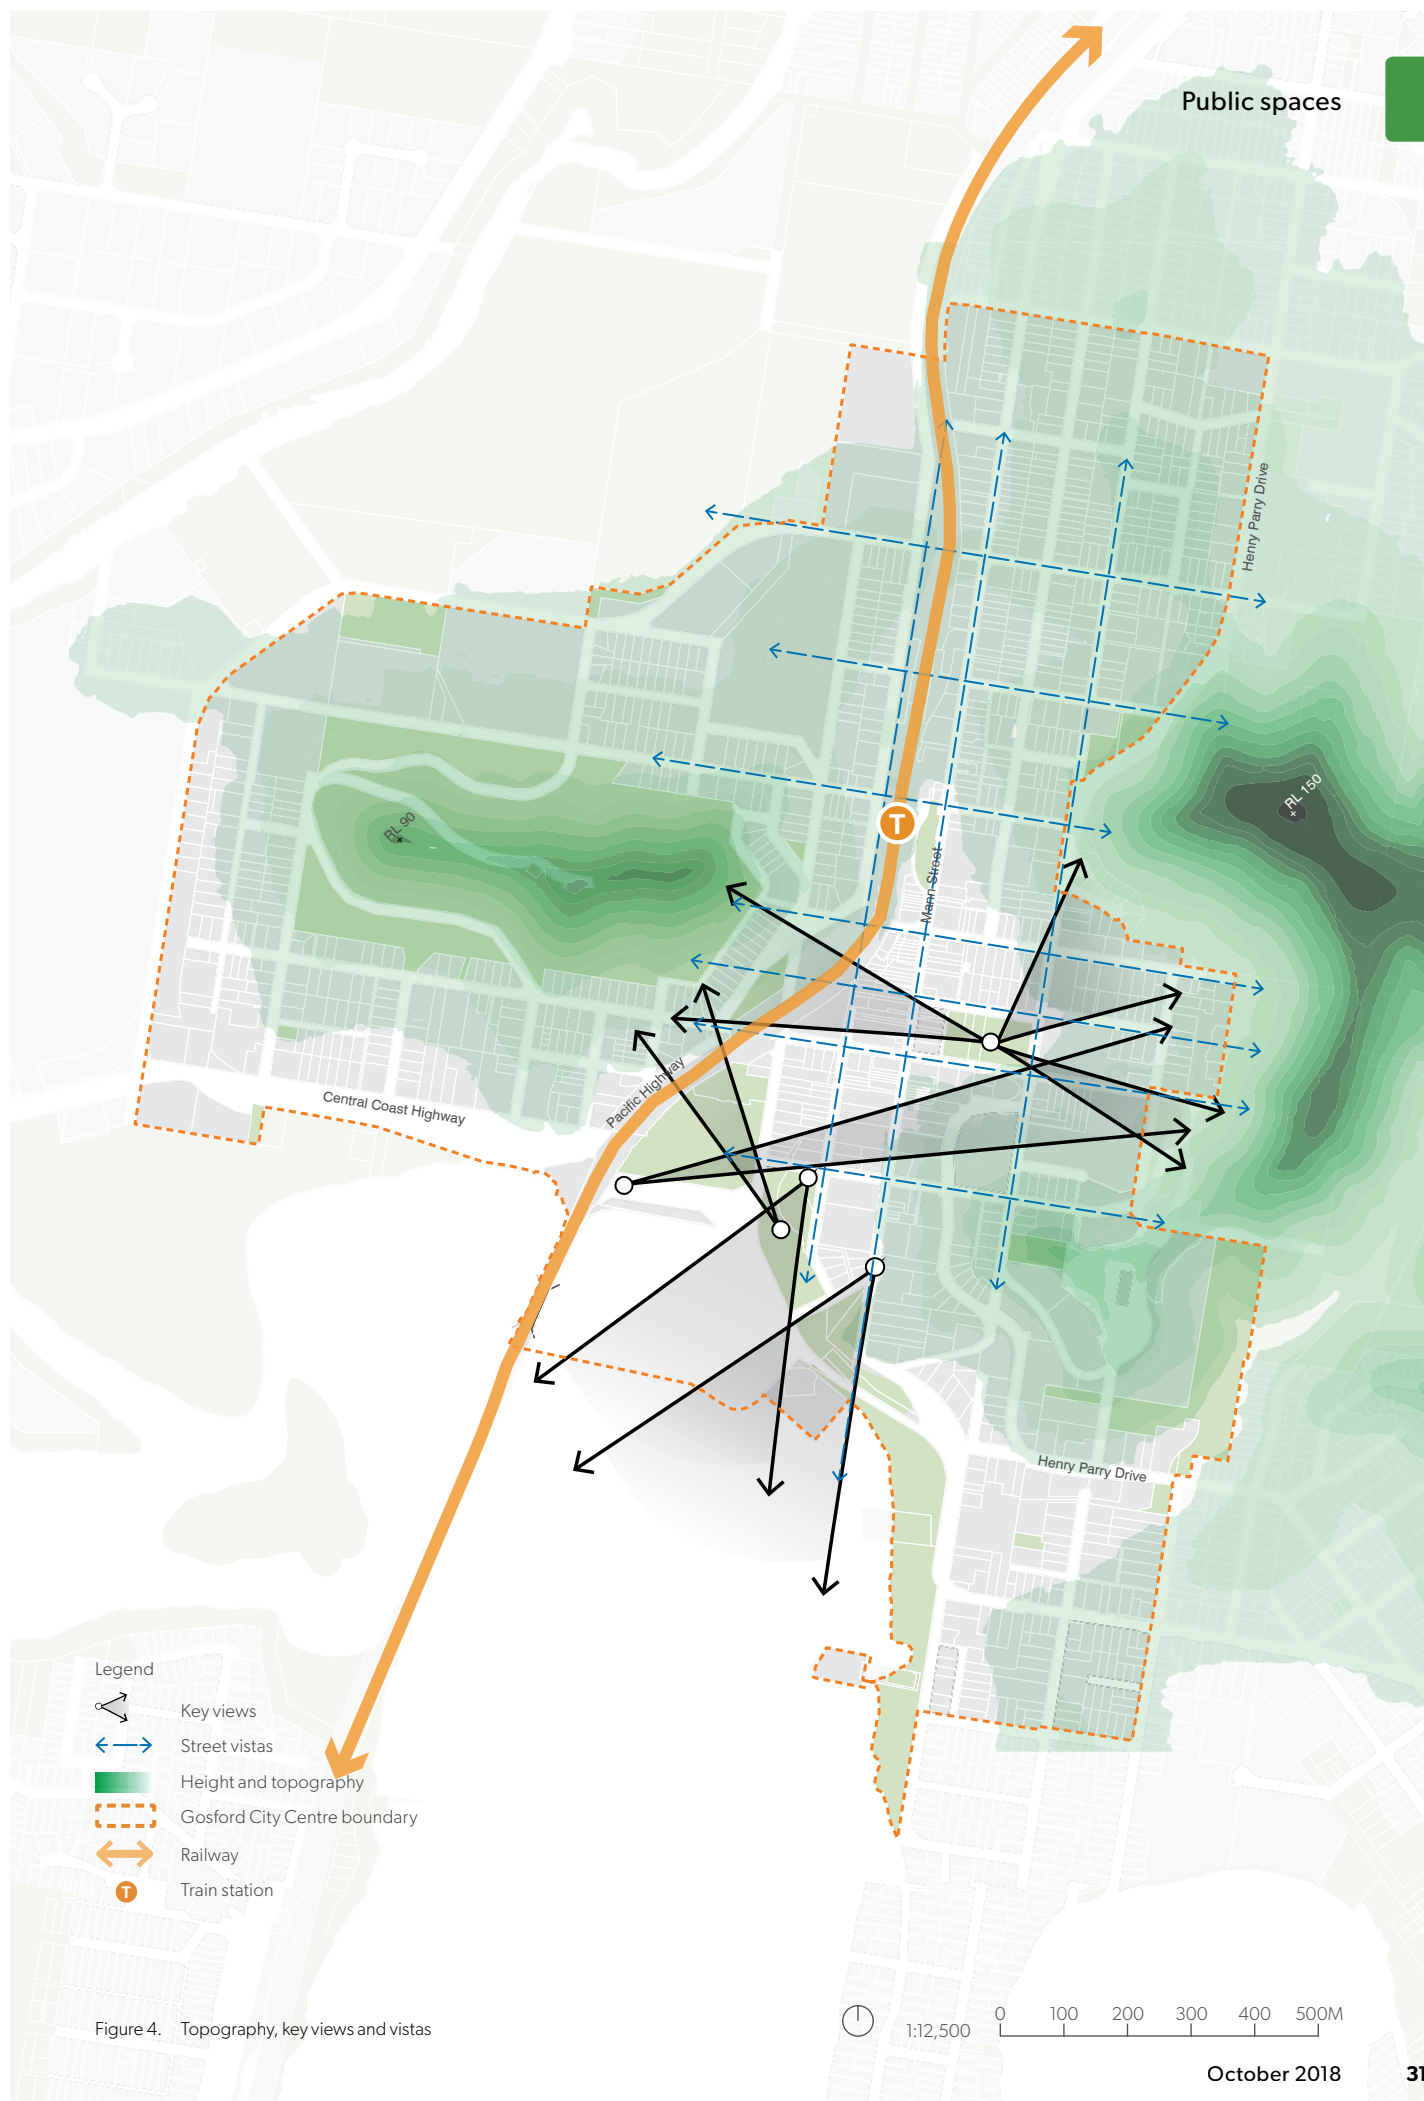 Public spaces
Henry Parry Drive
RL 150
RL 90
T
Mann Street
Pacific Highway
Central Coast Highway
Henry Parry Drive
Legend
Key views
Street vistas
Height and topography
Gosford City Centre boundary
Railway
T
Train station
Figure 4. Topography, key views and vistas
1:12,500
0 100 200 300 400 500M
October 2018 31